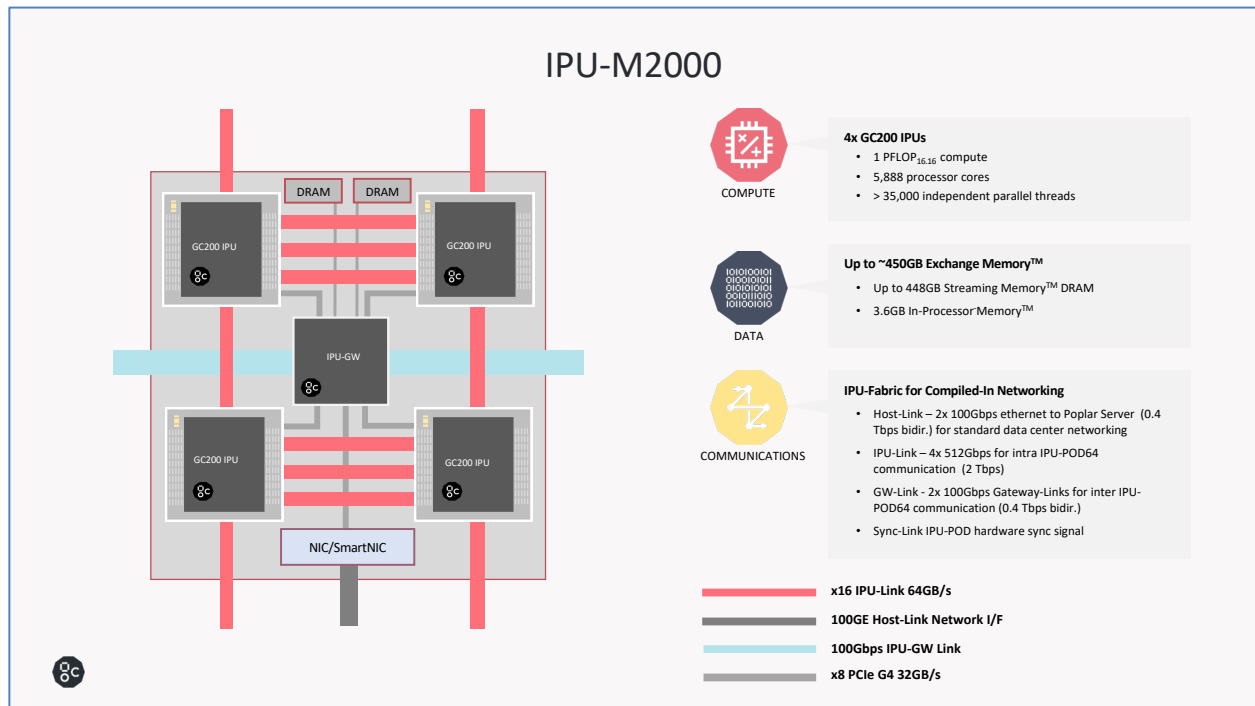 IPU-M2000
DRAM
DRAM
GC200 IPU
GC200 IPU
IPU-GW
GC200 IPU
GC200 IPU
NIC/SmartNIC
COMPUTE
4x GC200 IPUs
• 1 PFLOP16.16 compute
• 5,888 processor cores
• > 35,000 independent parallel threads
DATA
Up to ~450GB Exchange Memory™
• Up to 448GB Streaming Memory™ DRAM
• 3.6GB In-Processor Memory™
COMMUNICATIONS
IPU-Fabric for Compiled-In Networking
• Host-Link – 2x 100Gbps ethernet to Poplar Server (0.4
Tbps bidir.) for standard data center networking
• IPU-Link – 4x 512Gbps for intra IPU-POD64
communication (2 Tbps)
• GW-Link - 2x 100Gbps Gateway-Links for inter IPU-
POD64 communication (0.4 Tbps bidir.)
• Sync-Link IPU-POD hardware sync signal
x16 IPU-Link 64GB/s
100GE Host-Link Network I/F
100Gbps IPU-GW Link
x8 PCIe G4 32GB/s